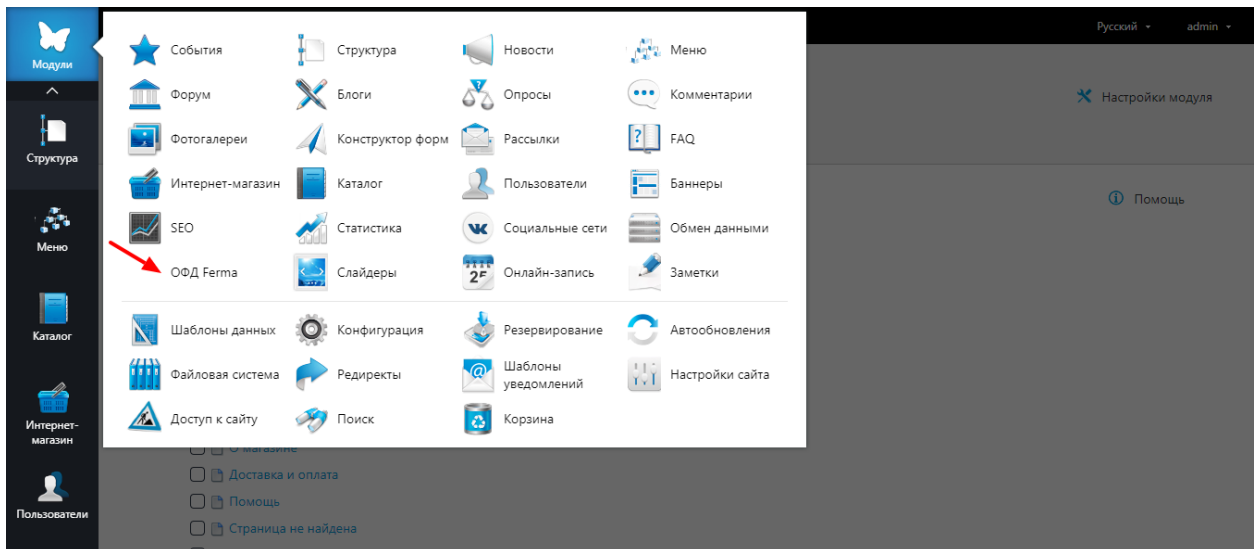 Русский
admin
Модули
События
Структура
Новости
Меню
Форум
Блоги
Опросы
Комментарии
Настройки модуля
Фотогалереи
Конструктор форм
Рассылки
FAQ
Структура
Интернет-магазин
Каталог
Пользователи
Баннеры
Помощь
SEO
Статистика
Социальные сети
Обмен данными
Меню
ОФД Ferma
Слайдеры
Онлайн-запись
Заметки
Шаблоны данных
Конфигурация
Резервирование
Автообновления
Каталог
Файловая система
Редиректы
Шаблоны
уведомлений
Настройки сайта
Доступ к сайту
Поиск
Корзина
Интернет-
магазин
О магазине
Доставка и оплата
Помощь
Пользователи
Страница не найдена